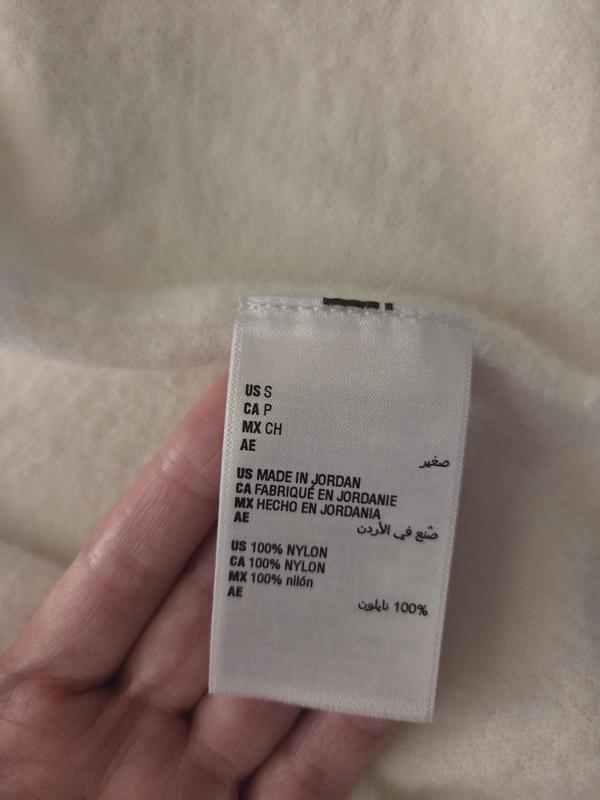 US S
CA P
MX CH
AE
صغير
US MADE IN JORDAN
CA FABRIQUÉ EN JORDANIE
MX HECHO EN JORDANIA
AE
صُنع في الأردن
US 100% NYLON
CA 100% NYLON
MX 100% nilón
AE
100% نايلون